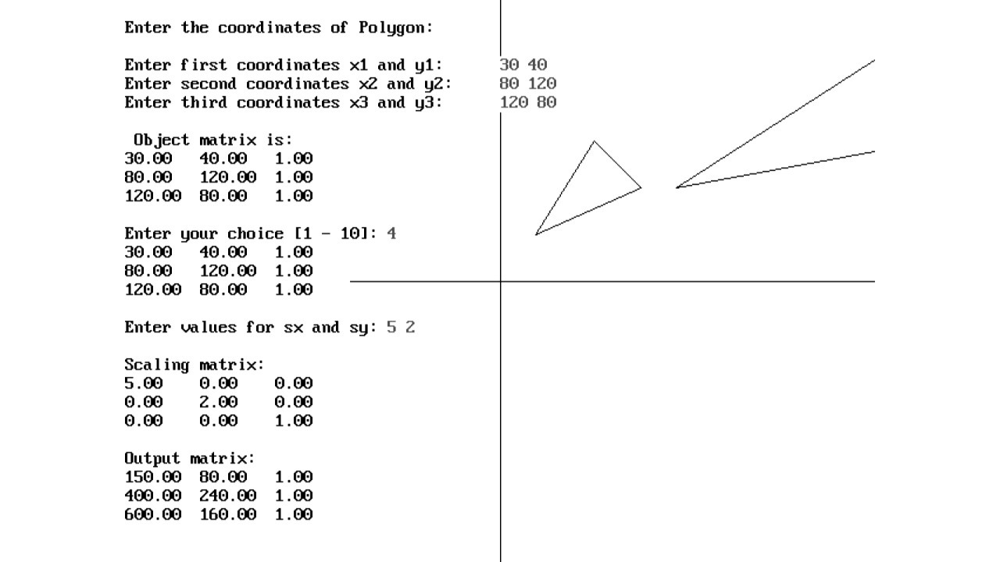 Enter the coordinates of Polygon:
Enter first coordinates x1 and y1: 30 40
Enter second coordinates x2 and y2: 80 120
Enter third coordinates x3 and y3: 120 80
Object matrix is:
30.00 40.00 1.00
80.00 120.00 1.00
120.00 80.00 1.00
Enter your choice [1 - 10]: 4
30.00 40.00 1.00
80.00 120.00 1.00
120.00 80.00 1.00
Enter values for sx and sy: 5 2
Scaling matrix:
5.00 0.00 0.00
0.00 2.00 0.00
0.00 0.00 1.00
Output matrix:
150.00 80.00 1.00
400.00 240.00 1.00
600.00 160.00 1.00